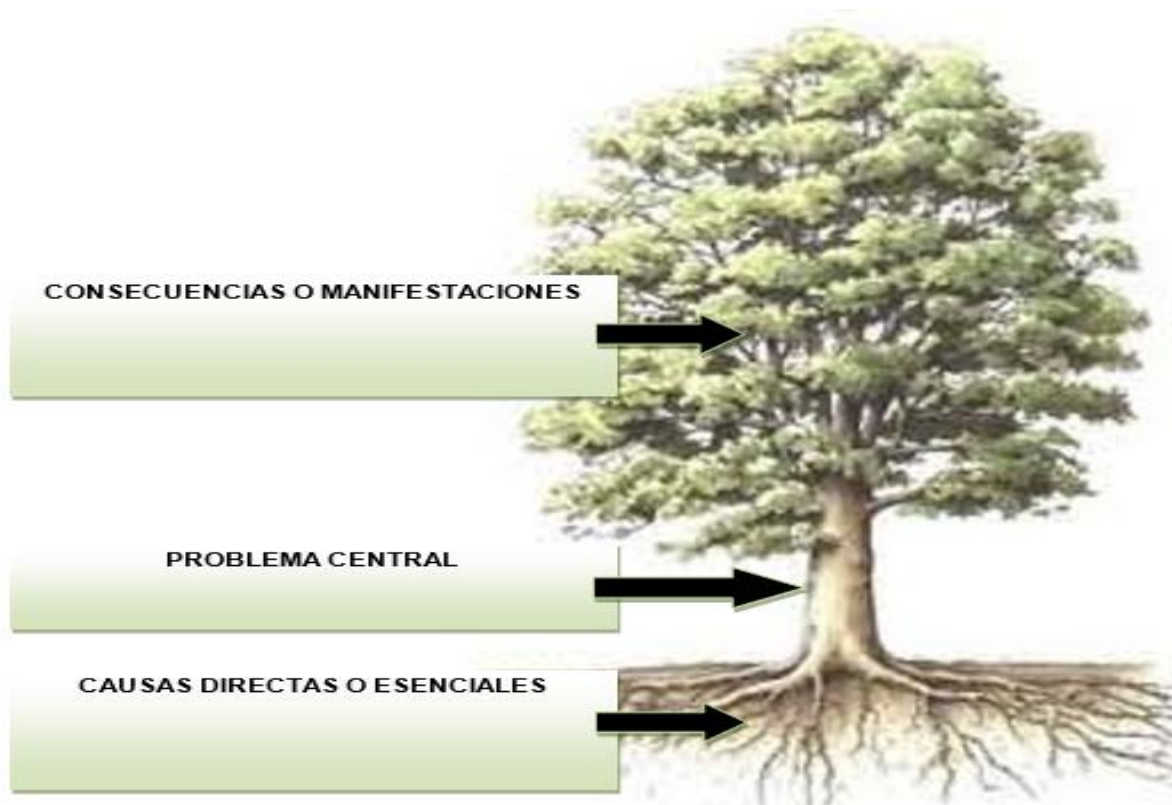 CONSECUENCIAS O MANIFESTACIONES
PROBLEMA CENTRAL
CAUSAS DIRECTAS O ESENCIALES